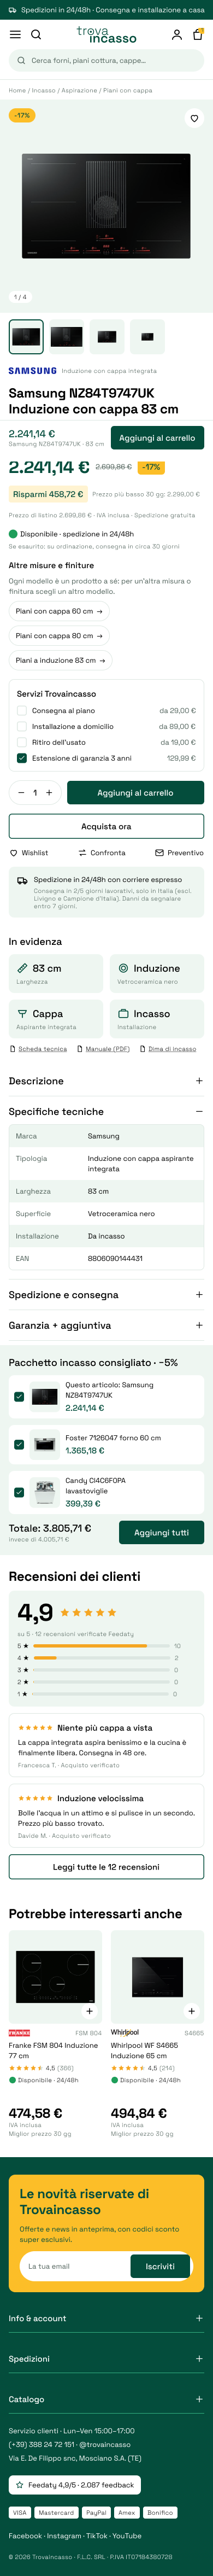 Spedizioni in 24/48h · Consegna e installazione a casa
trova
incasso
Cerca forni, piani cottura, cappe…
Home / Incasso / Aspirazione / Piani con cappa
-17%
1 / 4
SAMSUNG Induzione con cappa integrata
Samsung NZ84T9747UK
Induzione con cappa 83 cm
2.241,14 €
Samsung NZ84T9747UK · 83 cm
Aggiungi al carrello
2.241,14 € 2.699,86 € -17%
Risparmi 458,72 € Prezzo più basso 30 gg: 2.299,00 €
Prezzo di listino 2.699,86 € · IVA inclusa · Spedizione gratuita
Disponibile · spedizione in 24/48h
Se esaurito: su ordinazione, consegna in circa 30 giorni
Altre misure e finiture
Ogni modello è un prodotto a sé: per un'altra misura o
finitura scegli un altro modello.
Piani con cappa 60 cm →
Piani con cappa 80 cm →
Piani a induzione 83 cm →
Servizi Trovaincasso
Consegna al piano da 29,00 €
Installazione a domicilio da 89,00 €
Ritiro dell'usato da 19,00 €
Estensione di garanzia 3 anni 129,99 €
− 1 + Aggiungi al carrello
Acquista ora
Wishlist Confronta Preventivo
Spedizione in 24/48h con corriere espresso
Consegna in 2/5 giorni lavorativi, solo in Italia (escl.
Livigno e Campione d'Italia). Danni da segnalare
entro 7 giorni.
In evidenza
83 cm
Larghezza
Induzione
Vetroceramica nero
Cappa
Aspirante integrata
Incasso
Installazione
Scheda tecnica Manuale (PDF) Dima di incasso
Descrizione +
Specifiche tecniche −
Marca Samsung
Tipologia Induzione con cappa aspirante
integrata
Larghezza 83 cm
Superficie Vetroceramica nero
Installazione Da incasso
EAN 8806090144431
Spedizione e consegna +
Garanzia + aggiuntiva +
Pacchetto incasso consigliato · −5%
Questo articolo: Samsung
NZ84T9747UK
2.241,14 €
Foster 7126047 forno 60 cm
1.365,18 €
Candy CI4C6F0PA
lavastoviglie
399,39 €
Totale: 3.805,71 €
invece di 4.005,71 €
Aggiungi tutti
Recensioni dei clienti
4,9 ★★★★★
su 5 · 12 recensioni verificate Feedaty
5 ★ 10
4 ★ 2
3 ★ 0
2 ★ 0
1 ★ 0
★★★★★ Niente più cappa a vista
La cappa integrata aspira benissimo e la cucina è
finalmente libera. Consegna in 48 ore.
Francesca T. · Acquisto verificato
★★★★★ Induzione velocissima
Bolle l'acqua in un attimo e si pulisce in un secondo.
Prezzo più basso trovato.
Davide M. · Acquisto verificato
Leggi tutte le 12 recensioni
Potrebbe interessarti anche
FRANKE FSM 804
Franke FSM 804 Induzione
77 cm
4,5 (366)
Disponibile · 24/48h
474,58 €
IVA inclusa
Miglior prezzo 30 gg
Whirlpool S4665
Whirlpool WF S4665
Induzione 65 cm
4,5 (214)
Disponibile · 24/48h
494,84 €
IVA inclusa
Miglior prezzo 30 gg
Le novità riservate di
Trovaincasso
Offerte e news in anteprima, con codici sconto
super esclusivi.
La tua email Iscriviti
Info & account +
Spedizioni +
Catalogo +
Servizio clienti · Lun–Ven 15:00–17:00
(+39) 388 24 72 151 · @trovaincasso
Via E. De Filippo snc, Mosciano S.A. (TE)
Feedaty 4,9/5 · 2.087 feedback
VISA Mastercard PayPal Amex Bonifico
Facebook · Instagram · TikTok · YouTube
© 2026 Trovaincasso · F.L.C. SRL · P.IVA IT07184380728